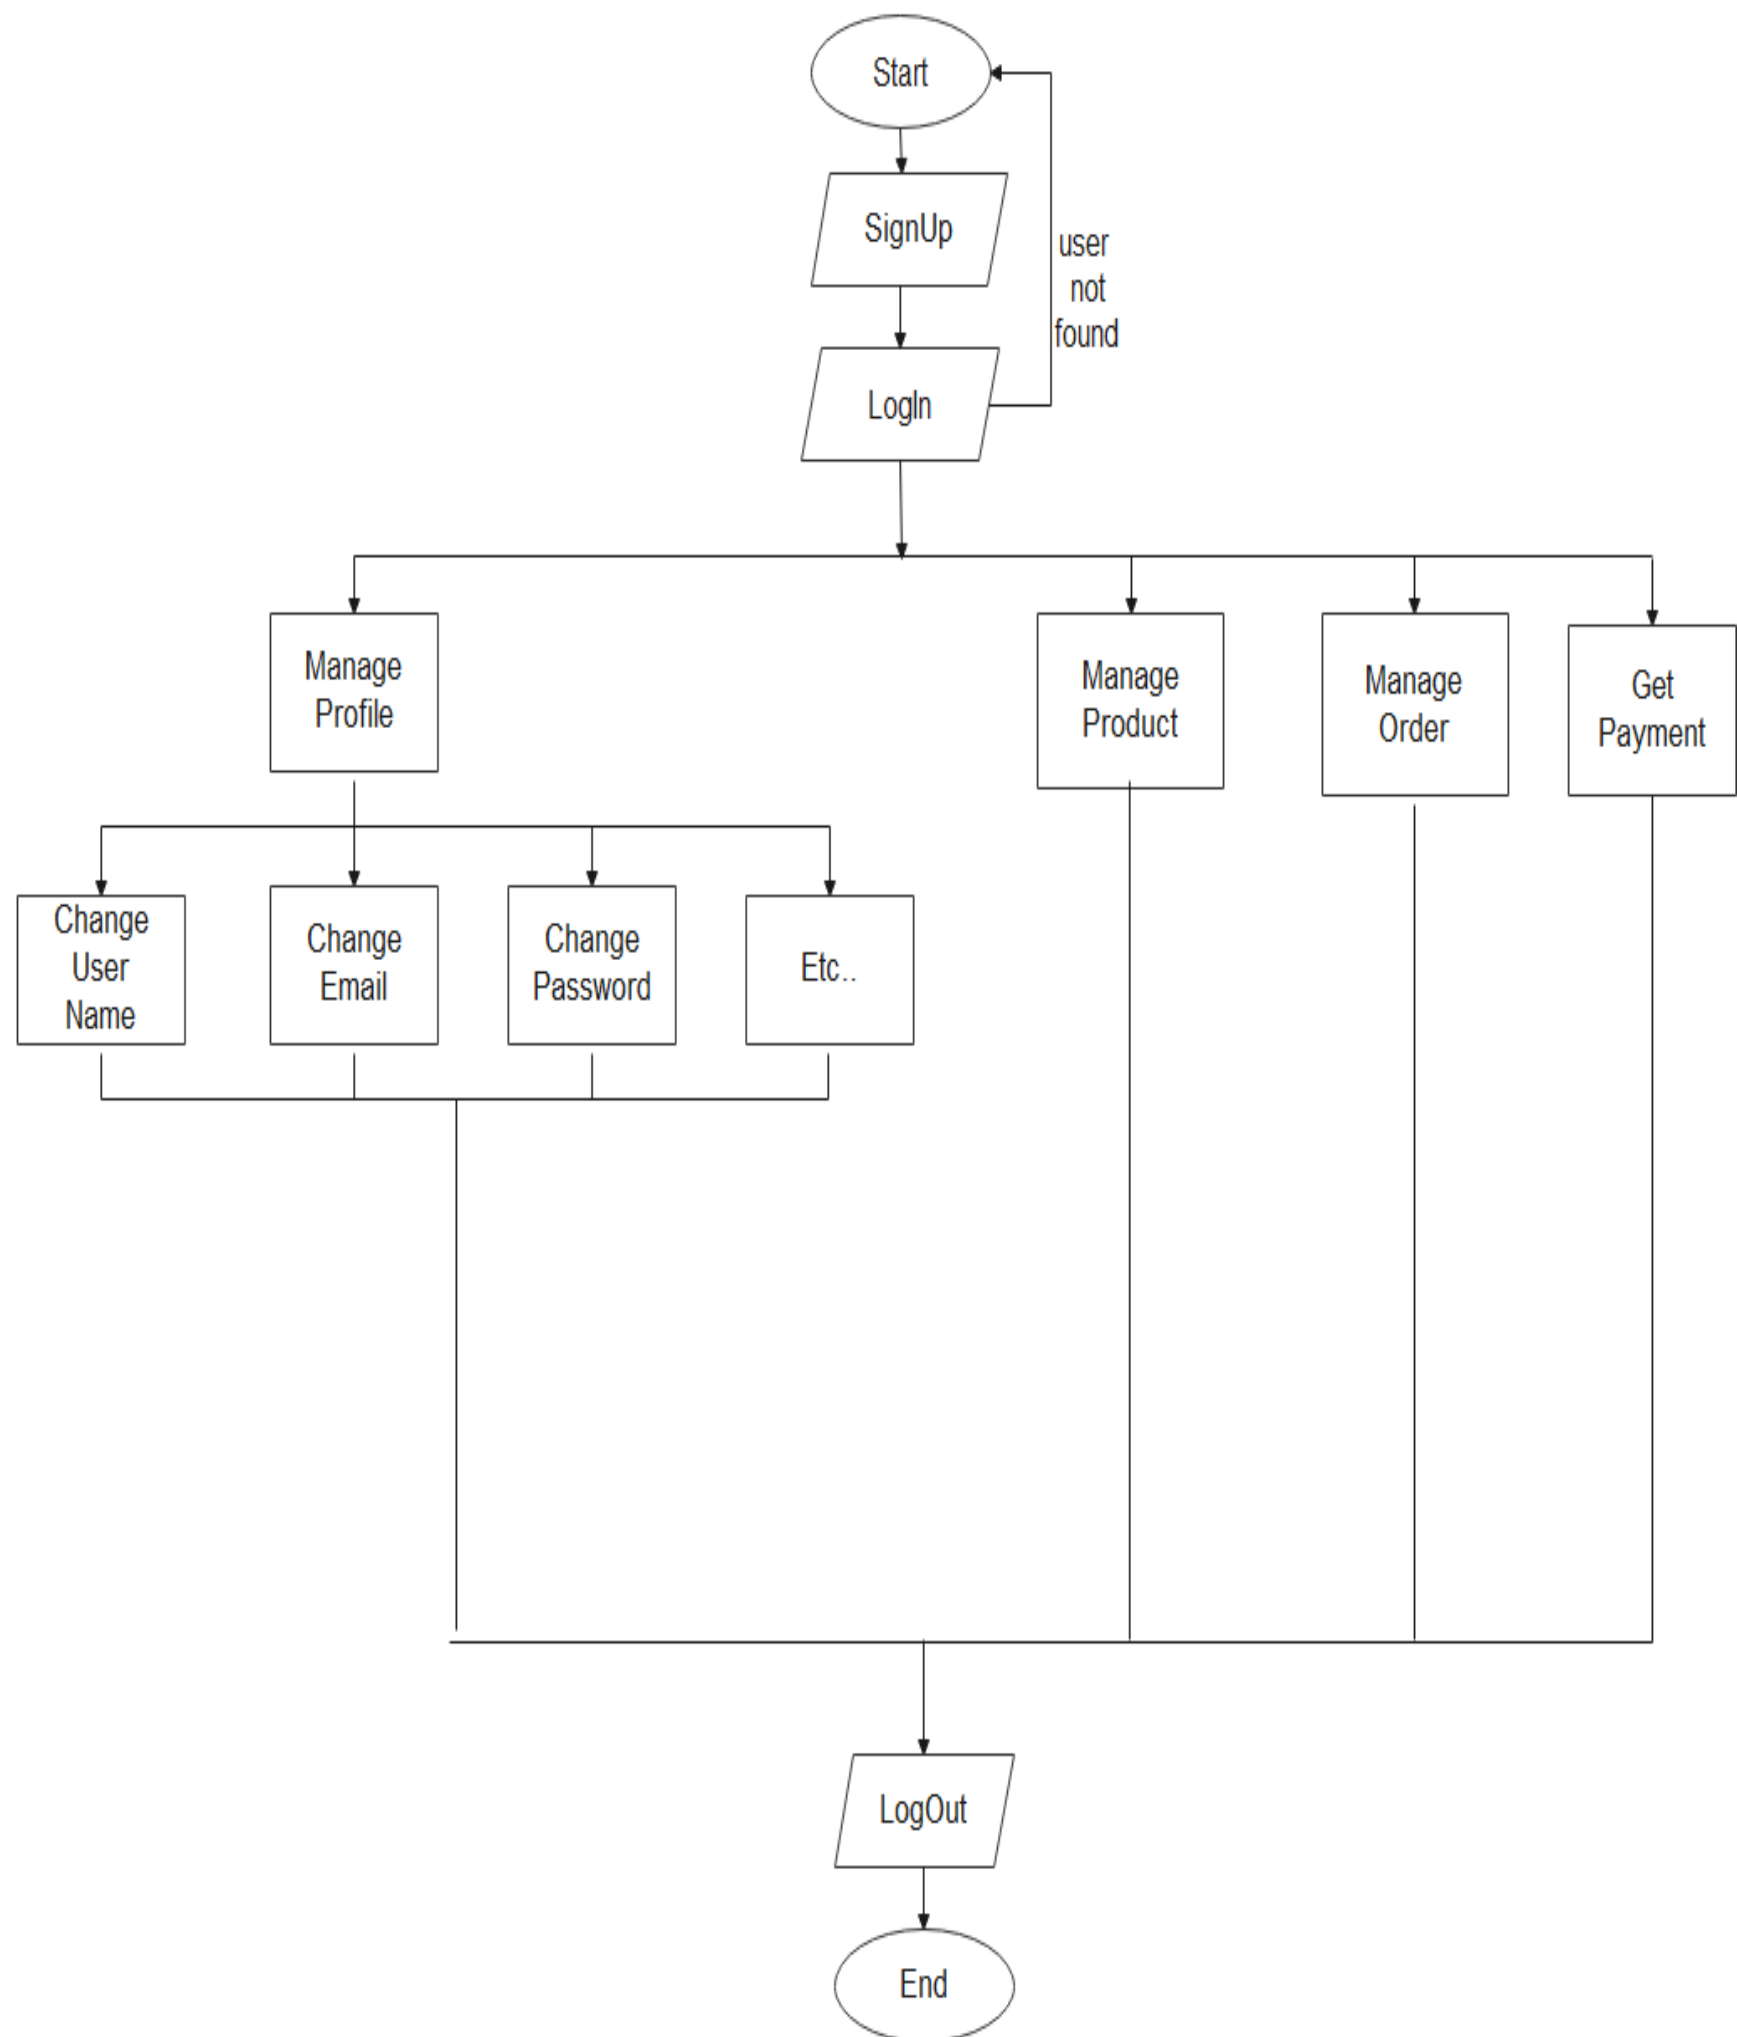 Start
SignUp
user
not
found
LogIn
Manage
Profile
Manage
Product
Manage
Order
Get
Payment
Change
User
Name
Change
Email
Change
Password
Etc..
LogOut
End